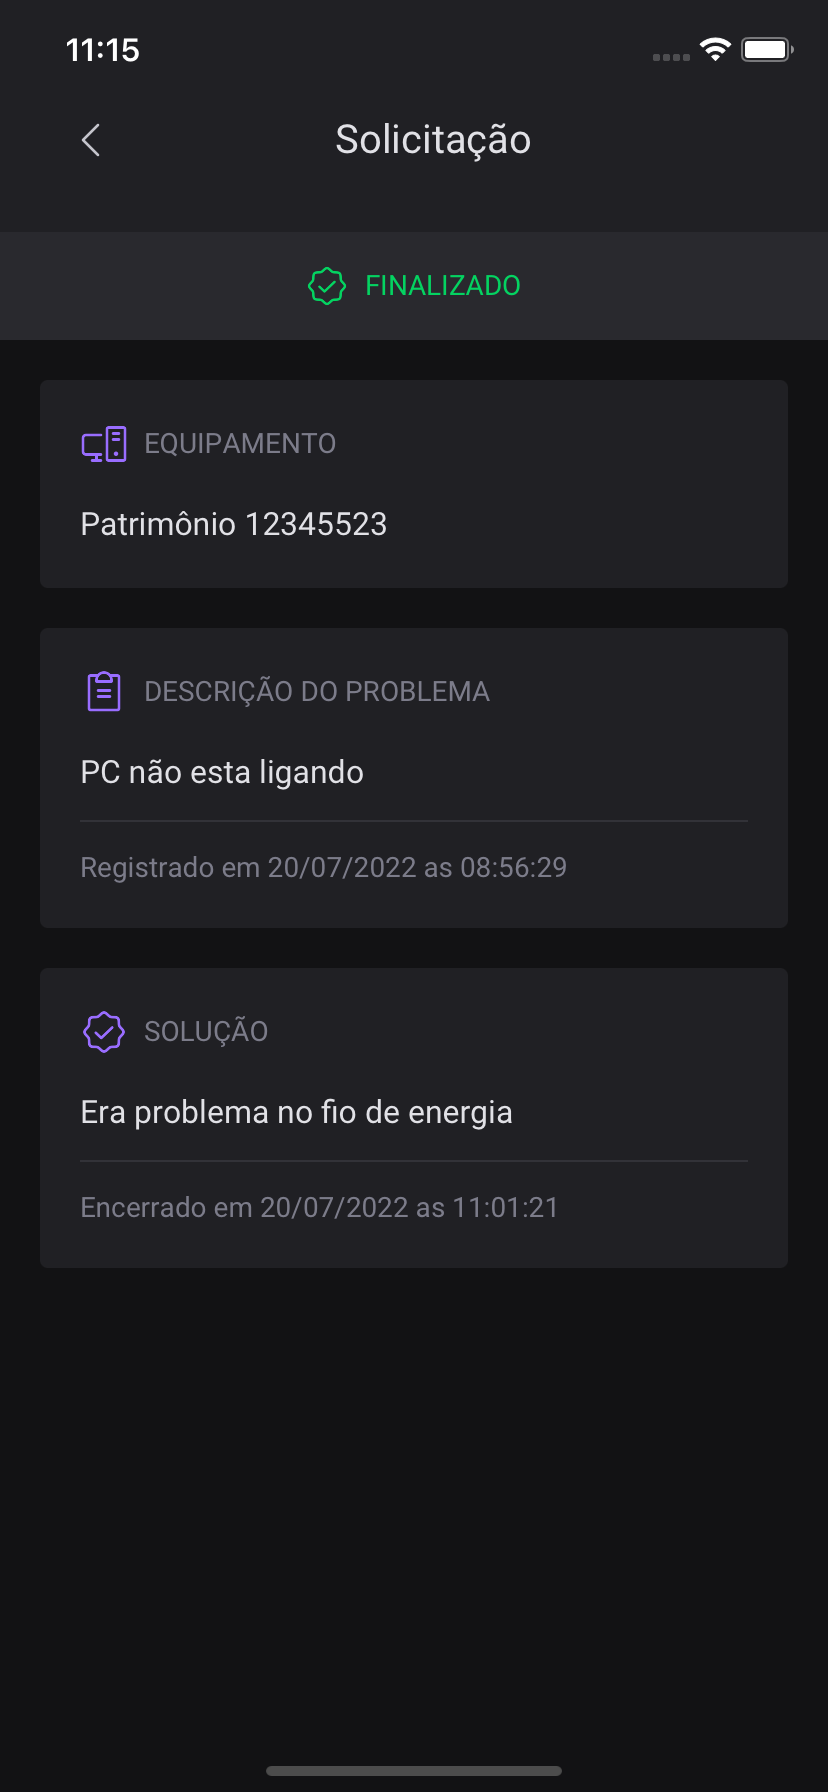 11:15
Solicitação
FINALIZADO
EQUIPAMENTO
Patrimônio 12345523
DESCRIÇÃO DO PROBLEMA
PC não esta ligando
Registrado em 20/07/2022 as 08:56:29
SOLUÇÃO
Era problema no fio de energia
Encerrado em 20/07/2022 as 11:01:21